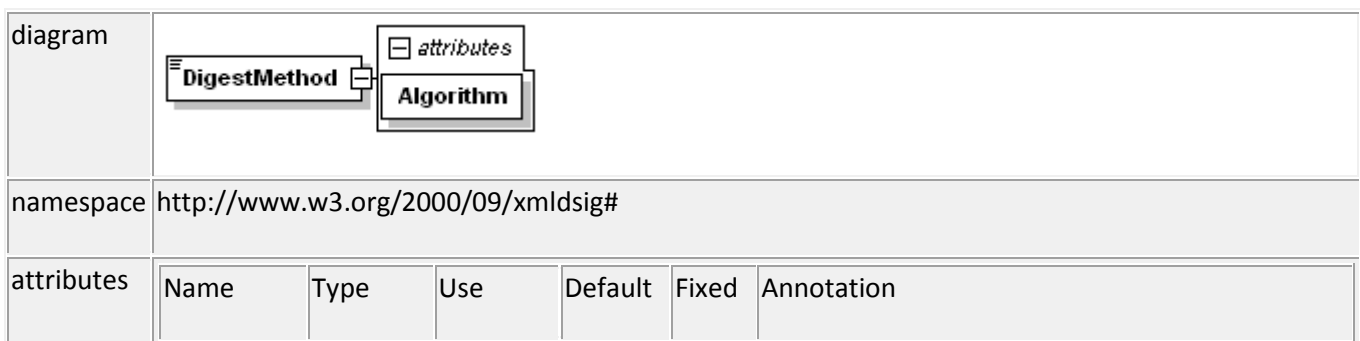 diagram
attributes
DigestMethod
Algorithm
namespace http://www.w3.org/2000/09/xmldsig#
attributes Name Type Use Default Fixed Annotation